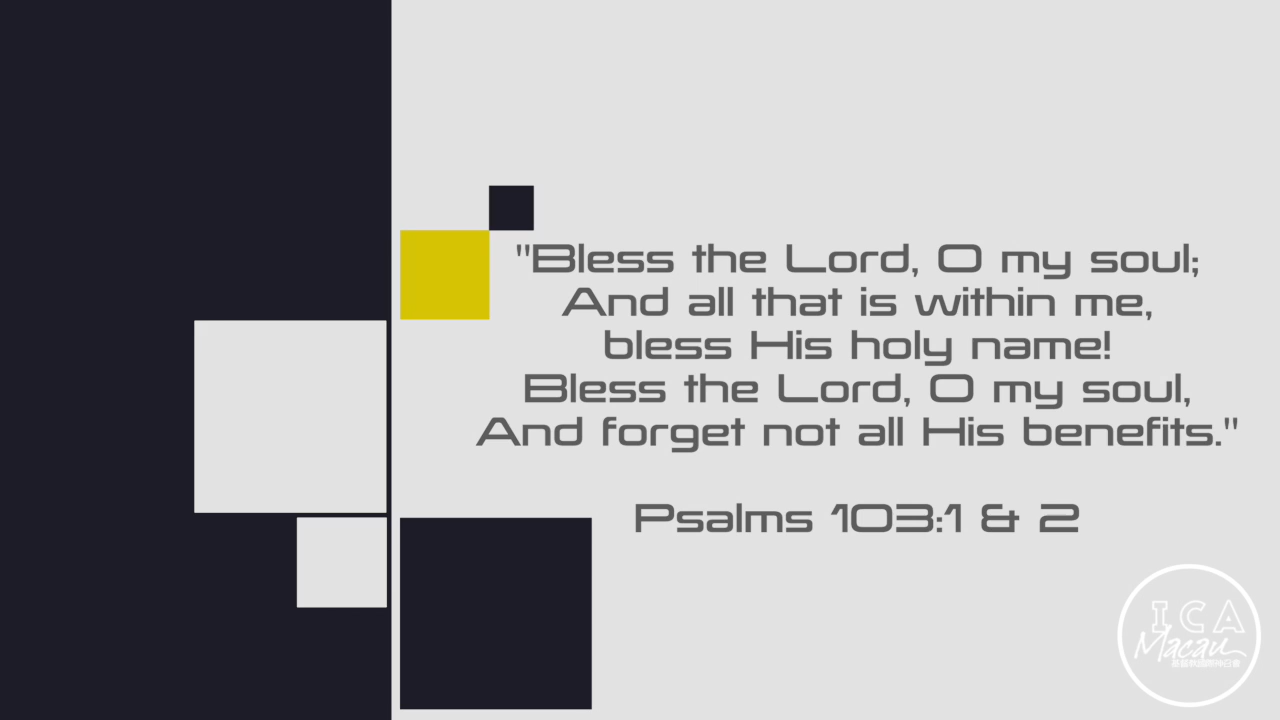 "Bless the Lord, O my soul;
And all that is within me,
bless His holy name!
Bless the Lord, O my soul,
And forget not all His benefits."
Psalms 103:1 & 2
ICA
Macau